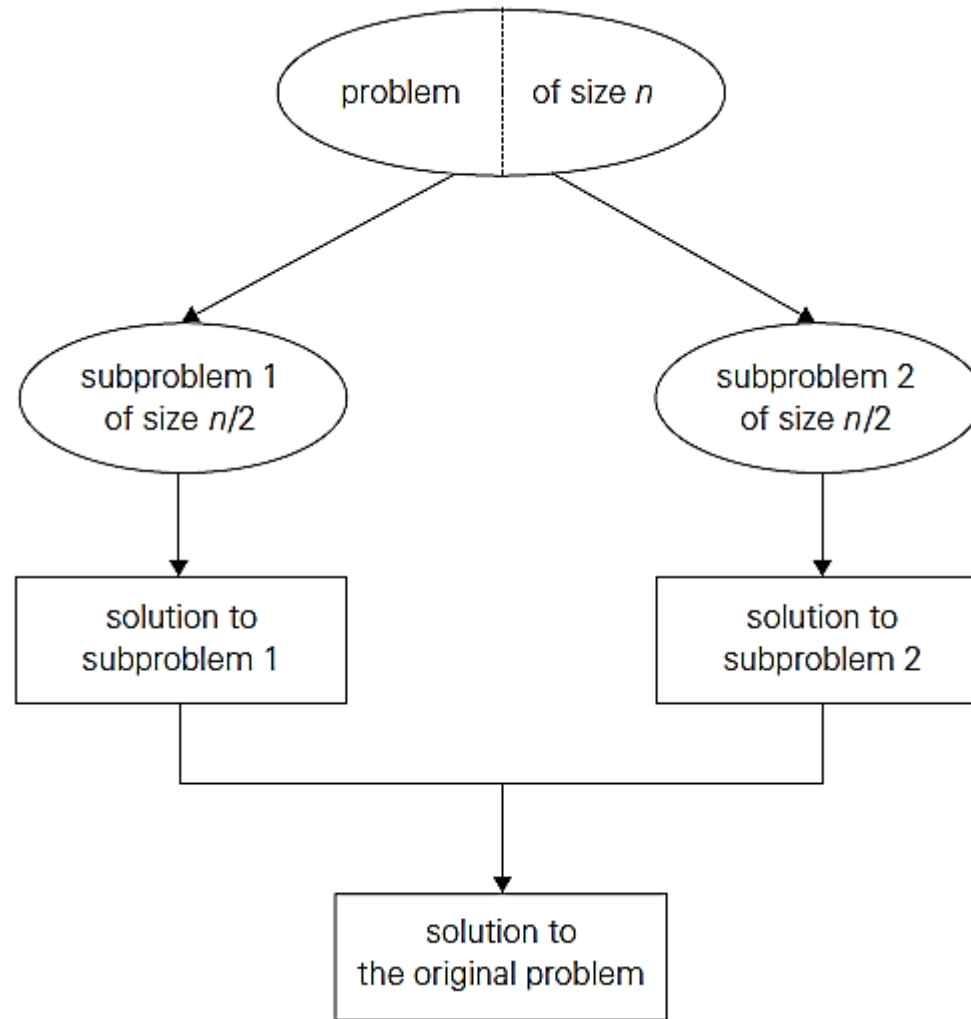 problem of size n
subproblem 1
of size n/2
subproblem 2
of size n/2
solution to
subproblem 1
solution to
subproblem 2
solution to
the original problem